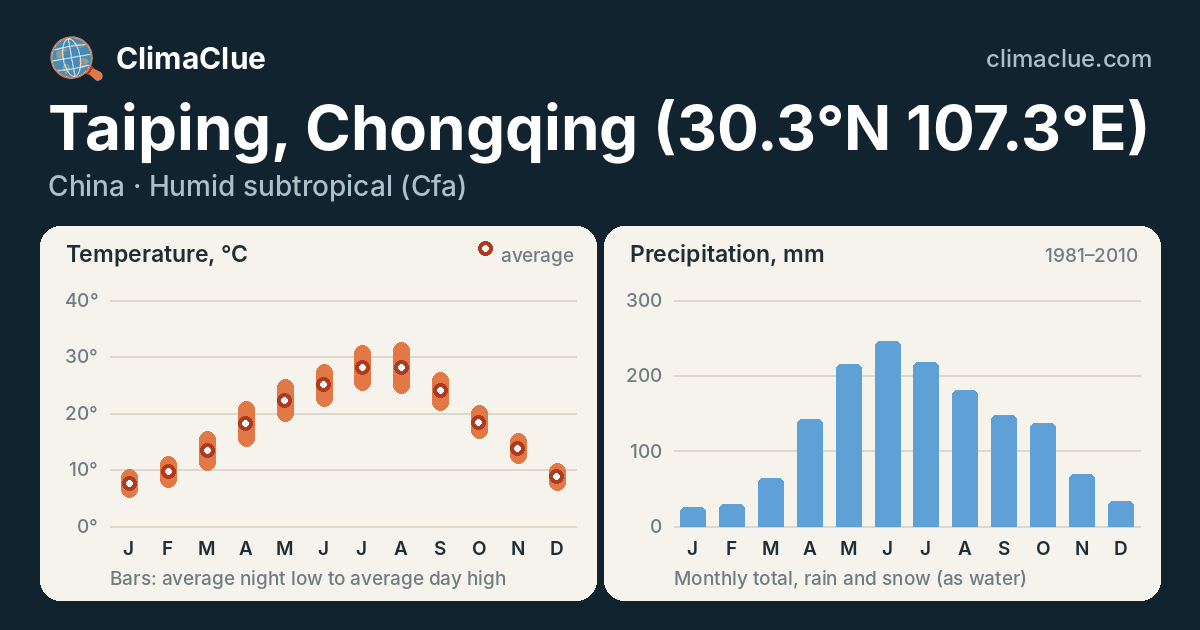 ClimaClue
climaclue.com
Taiping, Chongqing (30.3°N 107.3°E)
China · Humid subtropical (Cfa)
Temperature, °C
average
40°
30°
20°
10°
0°
J F M A M J J A S O N D
Bars: average night low to average day high
Precipitation, mm
1981–2010
300
200
100
0
J F M A M J J A S O N D
Monthly total, rain and snow (as water)